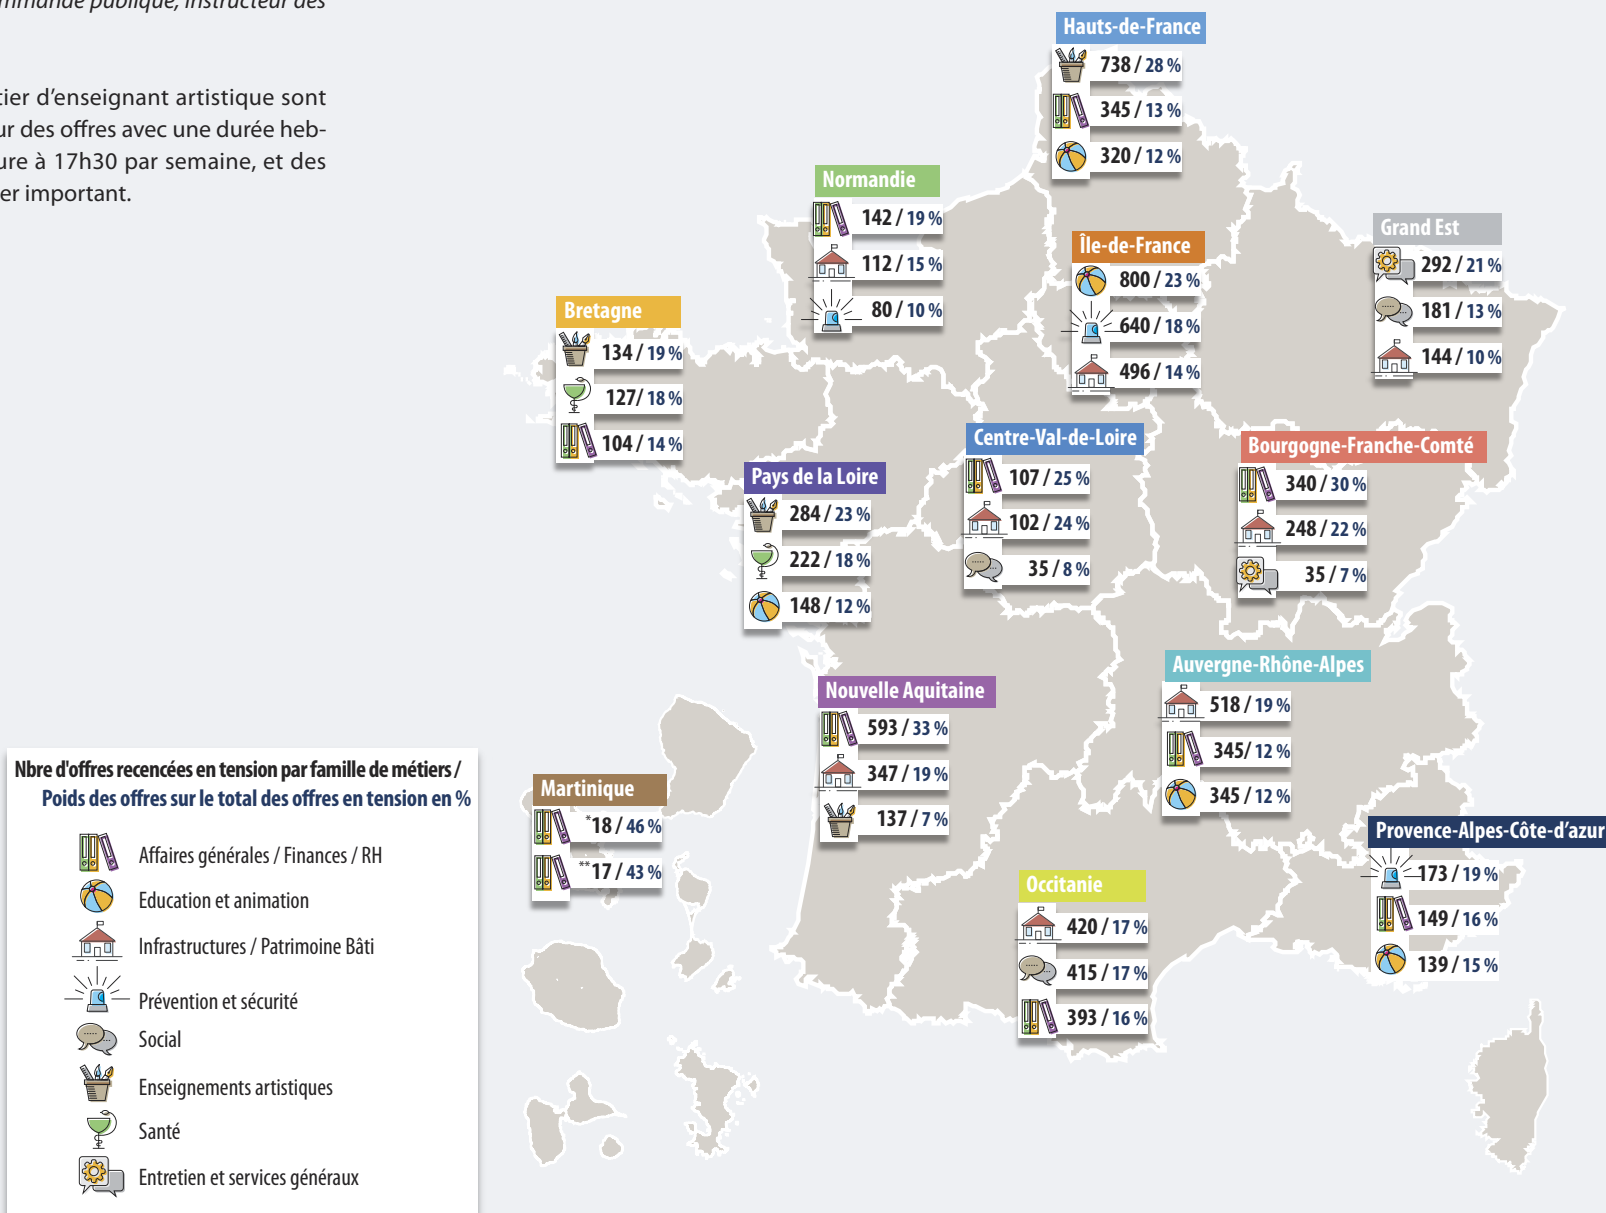 mmande publique, instructeur des
tier d’enseignant artistique sont
ur des offres avec une durée heb-
ure à 17h30 par semaine, et des
er important.
Hauts-de-France
738 / 28 %
345 / 13 %
320 / 12 %
Normandie
142 / 19 %
112 / 15 %
80 / 10 %
Île-de-France
800 / 23 %
640 / 18 %
496 / 14 %
Grand Est
292 / 21 %
181 / 13 %
144 / 10 %
Bretagne
134 / 19 %
127/ 18 %
104 / 14 %
Pays de la Loire
284 / 23 %
222 / 18 %
148 / 12 %
Centre-Val-de-Loire
107 / 25 %
102 / 24 %
35 / 8 %
Bourgogne-Franche-Comté
340 / 30 %
248 / 22 %
35 / 7 %
Auvergne-Rhône-Alpes
518 / 19 %
345/ 12 %
345 / 12 %
Nouvelle Aquitaine
593 / 33 %
347 / 19 %
137 / 7 %
Martinique
*18 / 46 %
**17 / 43 %
Occitanie
420 / 17 %
415 / 17 %
393 / 16 %
Provence-Alpes-Côte-d’azur
173 / 19 %
149 / 16 %
139 / 15 %
Nbre d'offres recencées en tension par famille de métiers /
Poids des offres sur le total des offres en tension en %
Affaires générales / Finances / RH
Education et animation
Infrastructures / Patrimoine Bâti
Prévention et sécurité
Social
Enseignements artistiques
Santé
Entretien et services généraux